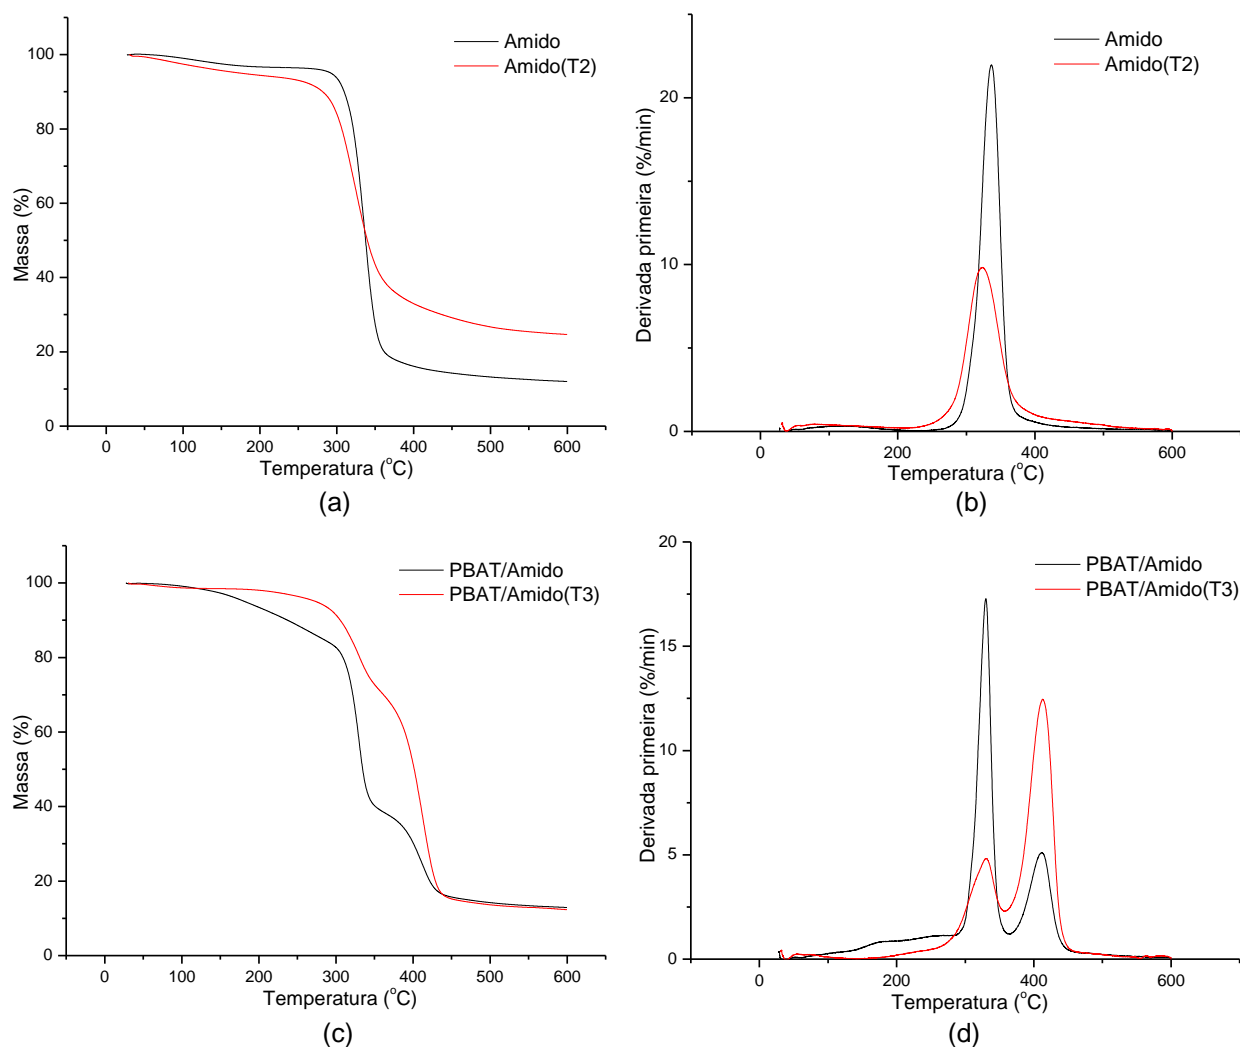 100
80
60
40
20
0
Massa (%)
Amido
Amido(T2)
0
100
200
300
400
500
600
Temperatura (°C)
(a)
20
10
0
Derivada primeira (%/min)
Amido
Amido(T2)
0
200
400
600
Temperatura (°C)
(b)
100
80
60
40
20
0
Massa (%)
PBAT/Amido
PBAT/Amido(T3)
0
100
200
300
400
500
600
Temperatura (°C)
(c)
20
15
10
5
0
Derivada primeira (%/min)
PBAT/Amido
PBAT/Amido(T3)
0
200
400
600
Temperatura (°C)
(d)